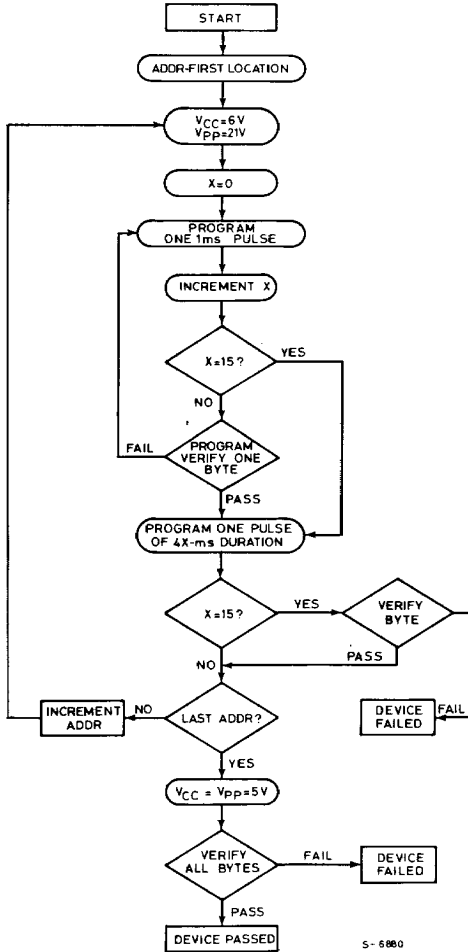 START
ADDR-FIRST LOCATION
VCC=6V
VPP=21V
X=0
PROGRAM
ONE 1ms PULSE
INCREMENT X
X=15?
YES
NO
FAIL
PROGRAM
VERIFY ONE
BYTE
PASS
PROGRAM ONE PULSE
OF 4X-ms DURATION
X=15?
YES
VERIFY
BYTE
NO
PASS
INCREMENT
ADDR
NO
LAST ADDR?
DEVICE
FAILED
FAIL
YES
VCC = VPP=5V
VERIFY
ALL BYTES
FAIL
DEVICE
FAILED
PASS
DEVICE PASSED
S-6880